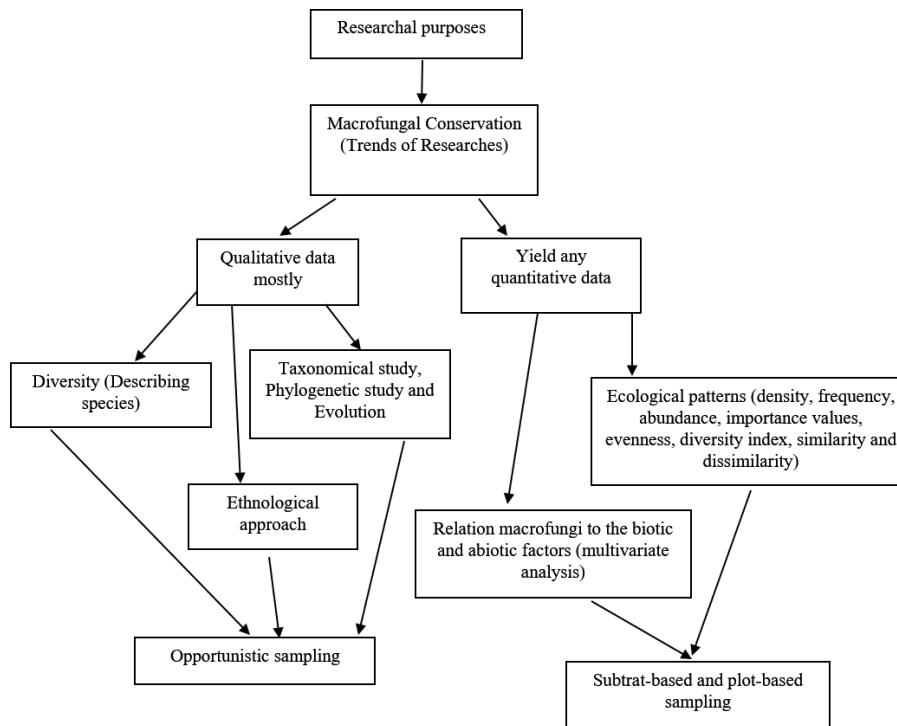 Researchal purposes
Macrofungal Conservation
(Trends of Researches)
Qualitative data
mostly
Yield any
quantitative data
Diversity (Describing
species)
Taxonomical study,
Phylogenetic study and
Evolution
Ecological patterns (density, frequency,
abundance, importance values,
evenness, diversity index, similarity and
dissimilarity)
Ethnological
approach
Relation macrofungi to the biotic
and abiotic factors (multivariate
analysis)
Opportunistic sampling
Subtrat-based and plot-based
sampling